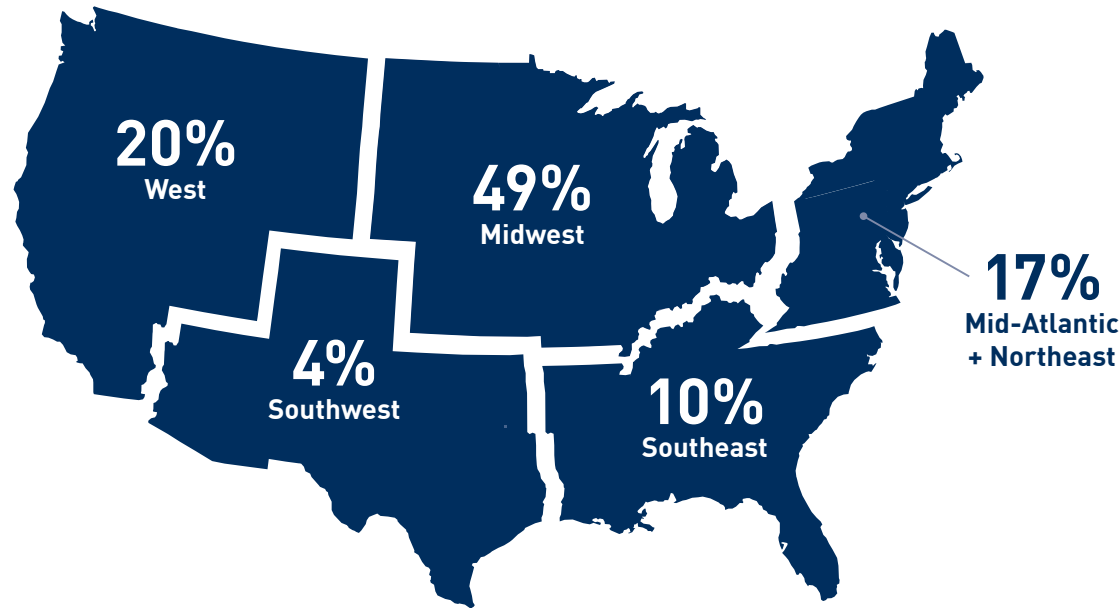 20%
West
49%
Midwest
17%
Mid-Atlantic
+ Northeast
4%
Southwest
10%
Southeast